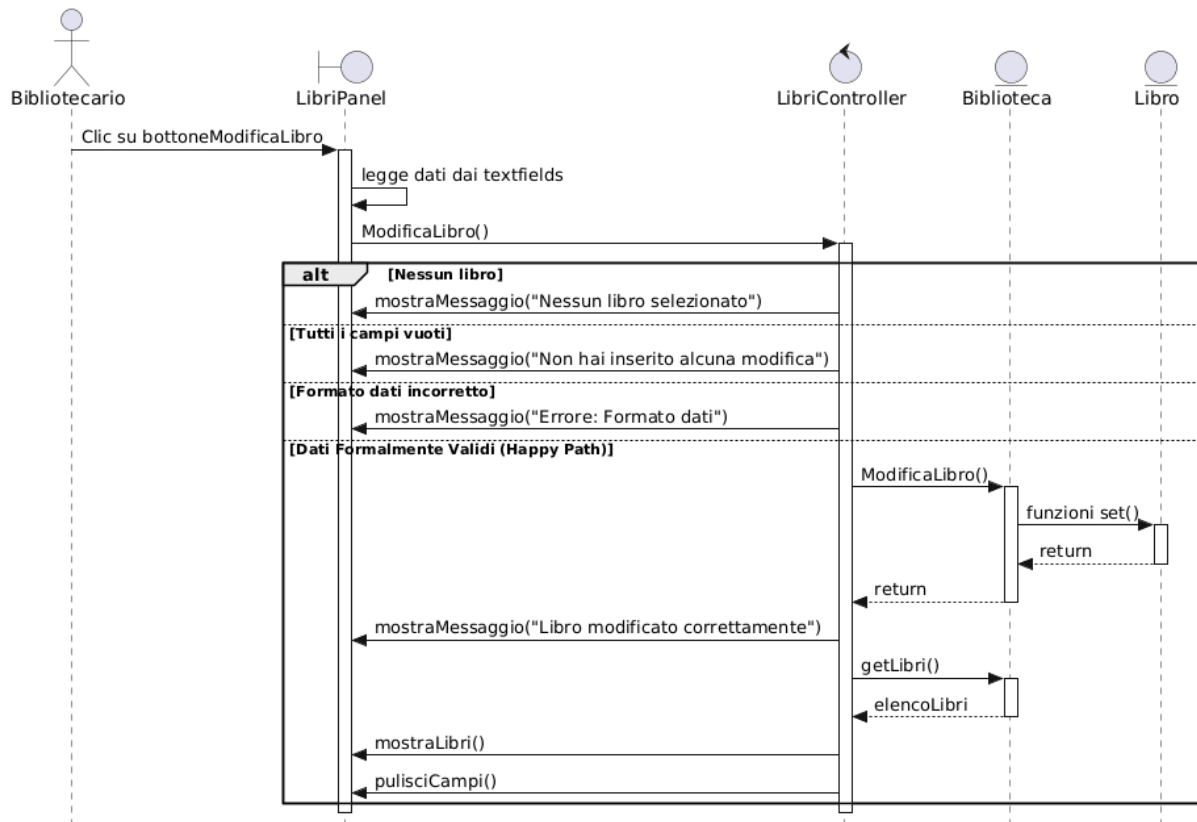 Bibliotecario
LibriPanel
LibriController
Biblioteca
Libro
Clic su bottoneModificaLibro
legge dati dai textfields
ModificaLibro()
alt
[Nessun libro]
mostraMessaggio("Nessun libro selezionato")
[Tutti i campi vuoti]
mostraMessaggio("Non hai inserito alcuna modifica")
[Formato dati incorretto]
mostraMessaggio("Errore: Formato dati")
[Dati Formalmente Validi (Happy Path)]
ModificaLibro()
funzioni set()
return
return
mostraMessaggio("Libro modificato correttamente")
getLibri()
elencoLibri
mostraLibri()
pulisciCampi()